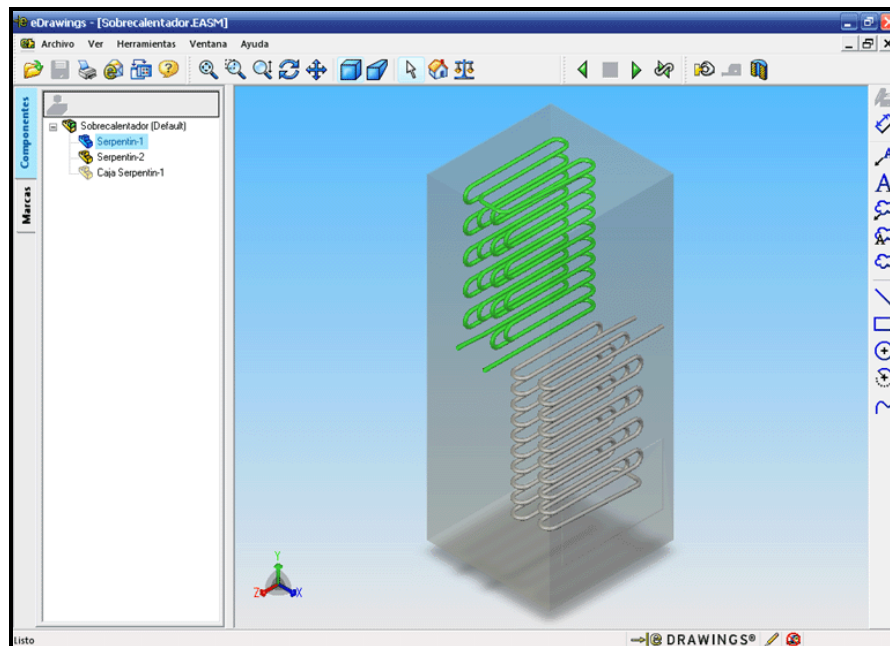 eDrawings - [Sobrecalentador.EASM]
Archivo Ver Herramientas Ventana Ayuda
Componentes
Marcas
Sobrecalentador (Default)
Serpentin-1
Serpentin-2
Caja Serpentin-1
A
A
A
Y
Z X
Listo
e DRAWINGS®